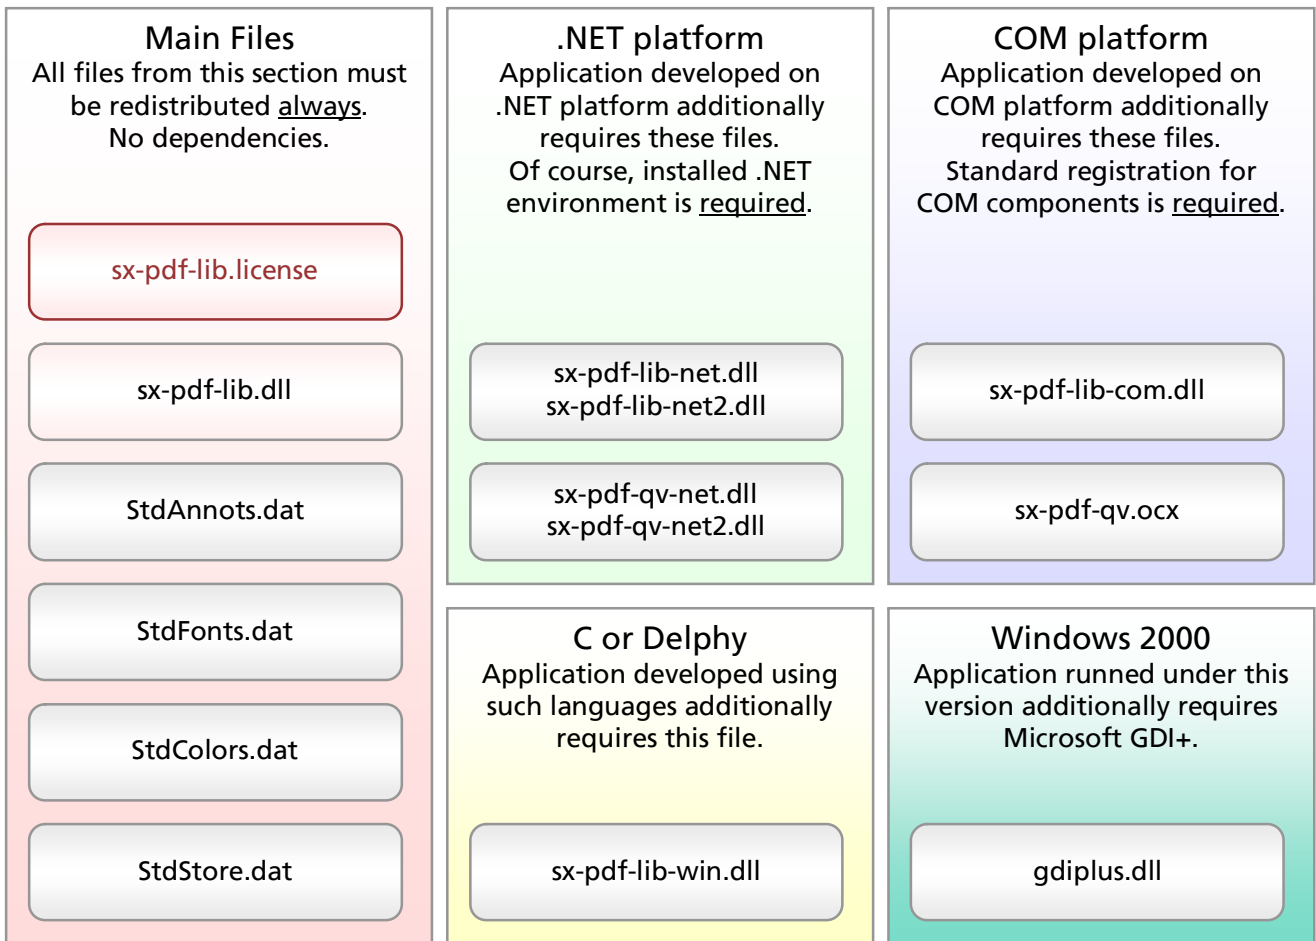 Main Files
All files from this section must
be redistributed always.
No dependencies.
sx-pdf-lib.license
sx-pdf-lib.dll
StdAnnots.dat
StdFonts.dat
StdColors.dat
StdStore.dat
.NET platform
Application developed on
.NET platform additionally
requires these files.
Of course, installed .NET
environment is required.
sx-pdf-lib-net.dll
sx-pdf-lib-net2.dll
sx-pdf-qv-net.dll
sx-pdf-qv-net2.dll
COM platform
Application developed on
COM platform additionally
requires these files.
Standard registration for
COM components is required.
sx-pdf-lib-com.dll
sx-pdf-qv.ocx
C or Delphy
Application developed using
such languages additionally
requires this file.
sx-pdf-lib-win.dll
Windows 2000
Application runned under this
version additionally requires
Microsoft GDI+.
gdiplus.dll